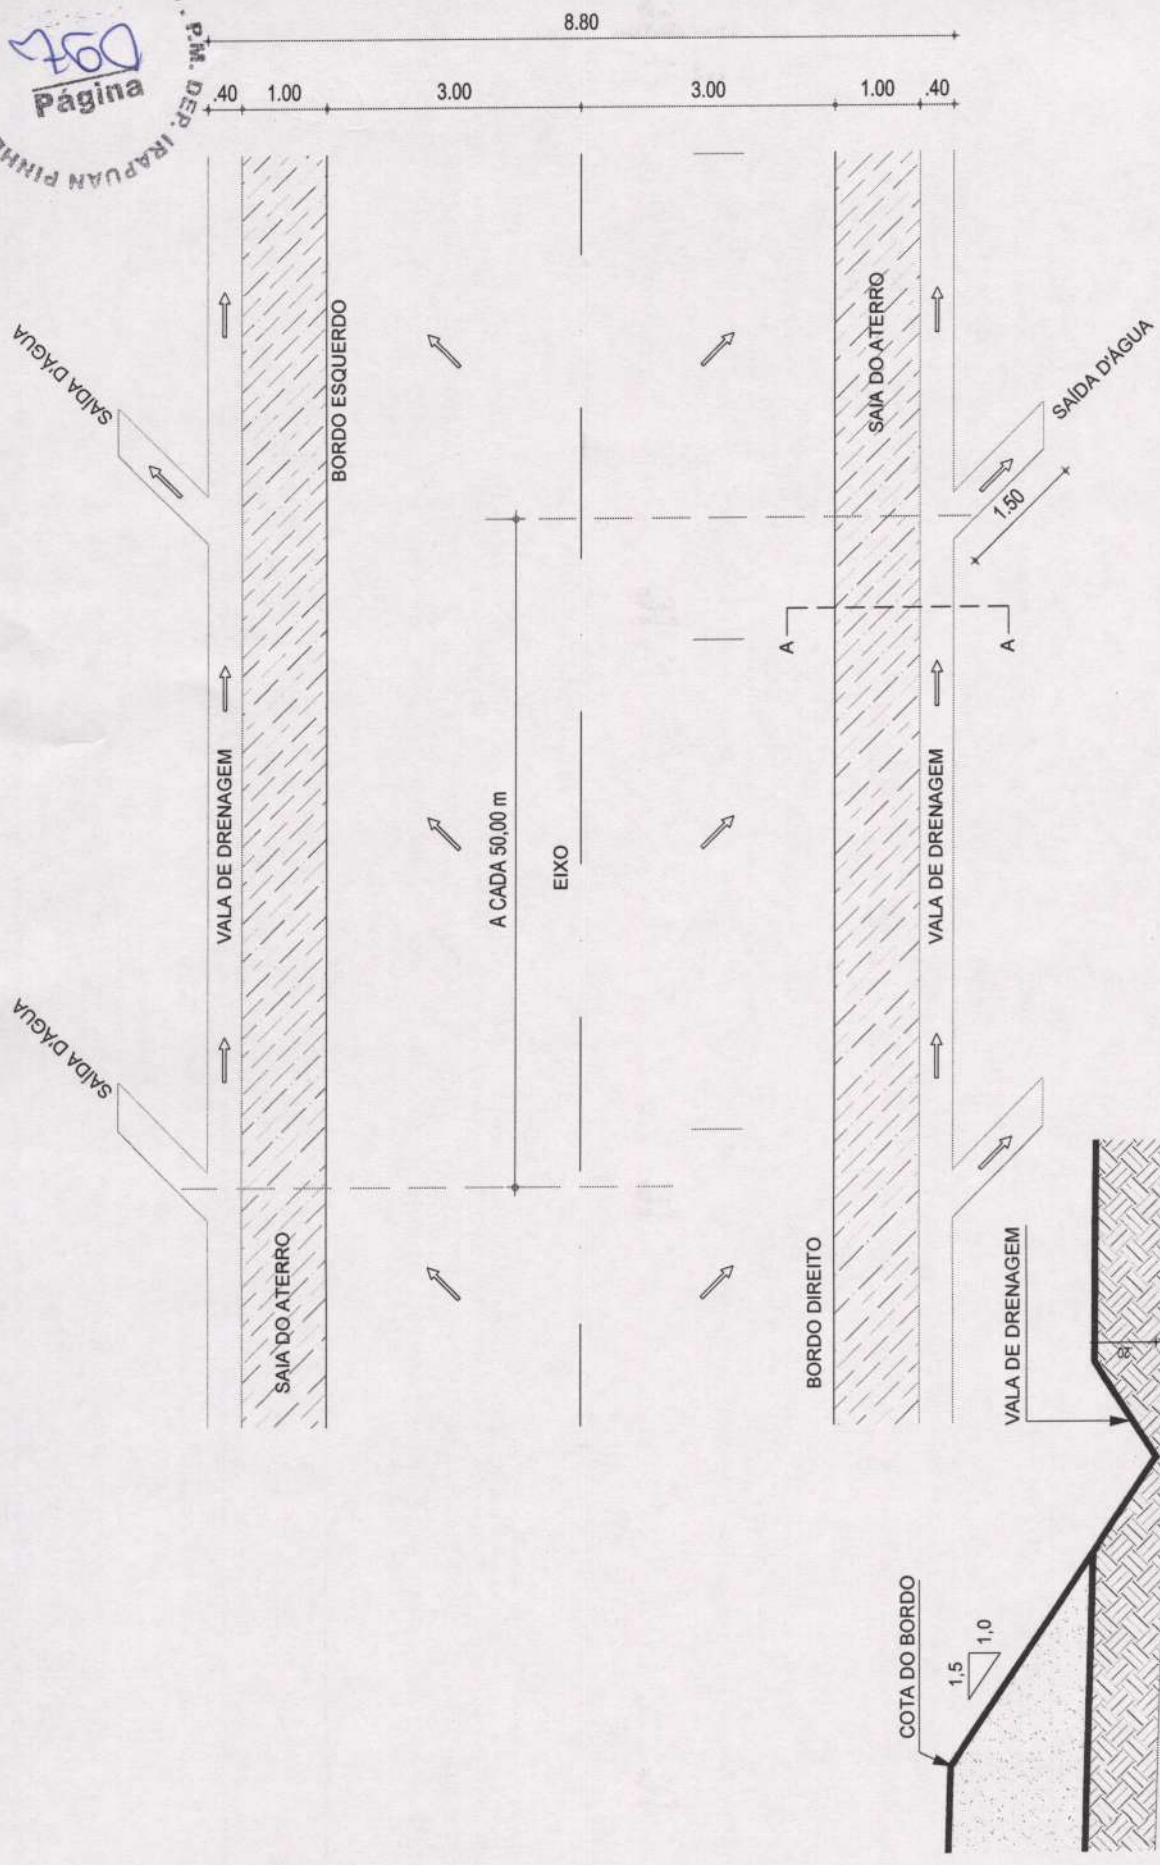 Página
P.M. DEP. IRAPUAN PINHE
8.80
.40
1.00
3.00
3.00
1.00
.40
SAÍDA D'ÁGUA
BORDO ESQUERDO
SAIA DO ATERRO
SAÍDA D'ÁGUA
1.50
A
A
VALA DE DRENAGEM
A CADA 50,00 m
EIXO
VALA DE DRENAGEM
SAÍDA D'ÁGUA
SAIA DO ATERRO
BORDO DIREITO
VALA DE DRENAGEM
COTA DO BORDO
1,5
1,0